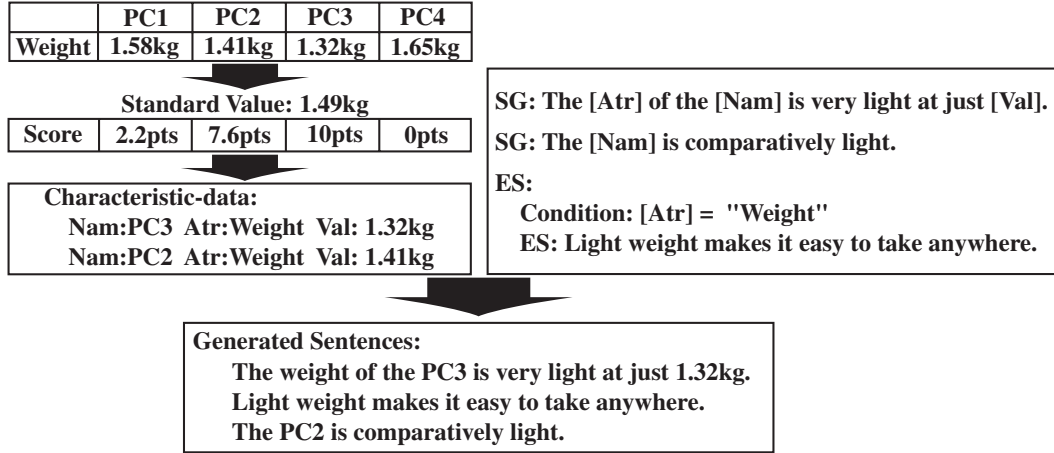 PC1 PC2 PC3 PC4
Weight 1.58kg 1.41kg 1.32kg 1.65kg
Standard Value: 1.49kg
Score 2.2pts 7.6pts 10pts 0pts
Characteristic-data:
Nam:PC3 Atr:Weight Val: 1.32kg
Nam:PC2 Atr:Weight Val: 1.41kg
SG: The [Atr] of the [Nam] is very light at just [Val].
SG: The [Nam] is comparatively light.
ES:
Condition: [Atr] = "Weight"
ES: Light weight makes it easy to take anywhere.
Generated Sentences:
The weight of the PC3 is very light at just 1.32kg.
Light weight makes it easy to take anywhere.
The PC2 is comparatively light.